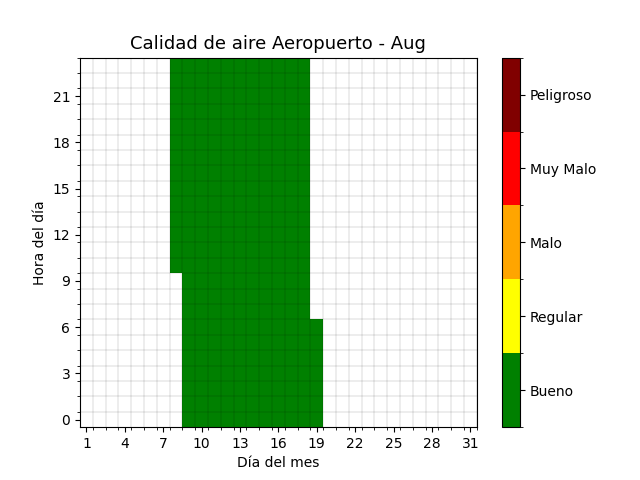 Calidad de aire Aeropuerto - Aug
Hora del día
21
18
15
12
9
6
3
0
1 4 7 10 13 16 19 22 25 28 31
Día del mes
Peligroso
Muy Malo
Malo
Regular
Bueno